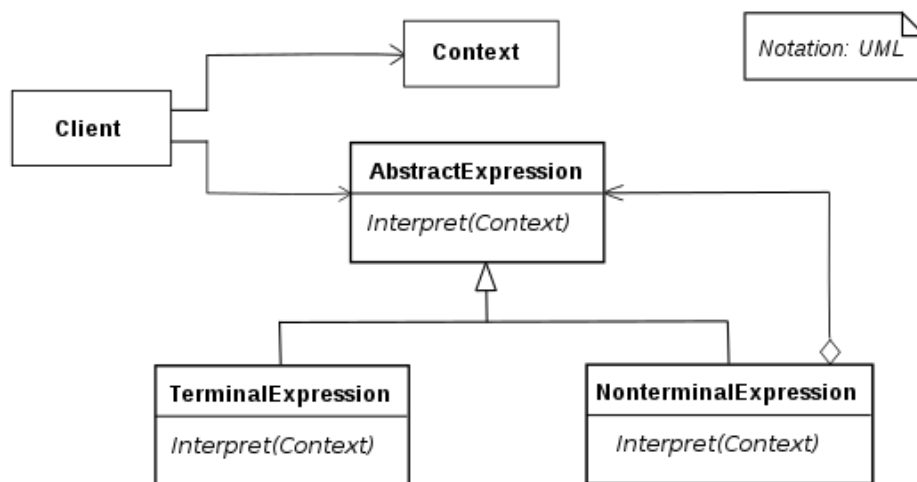 Context
Notation: UML
Client
AbstractExpression
Interpret(Context)
TerminalExpression
Interpret(Context)
NonterminalExpression
Interpret(Context)